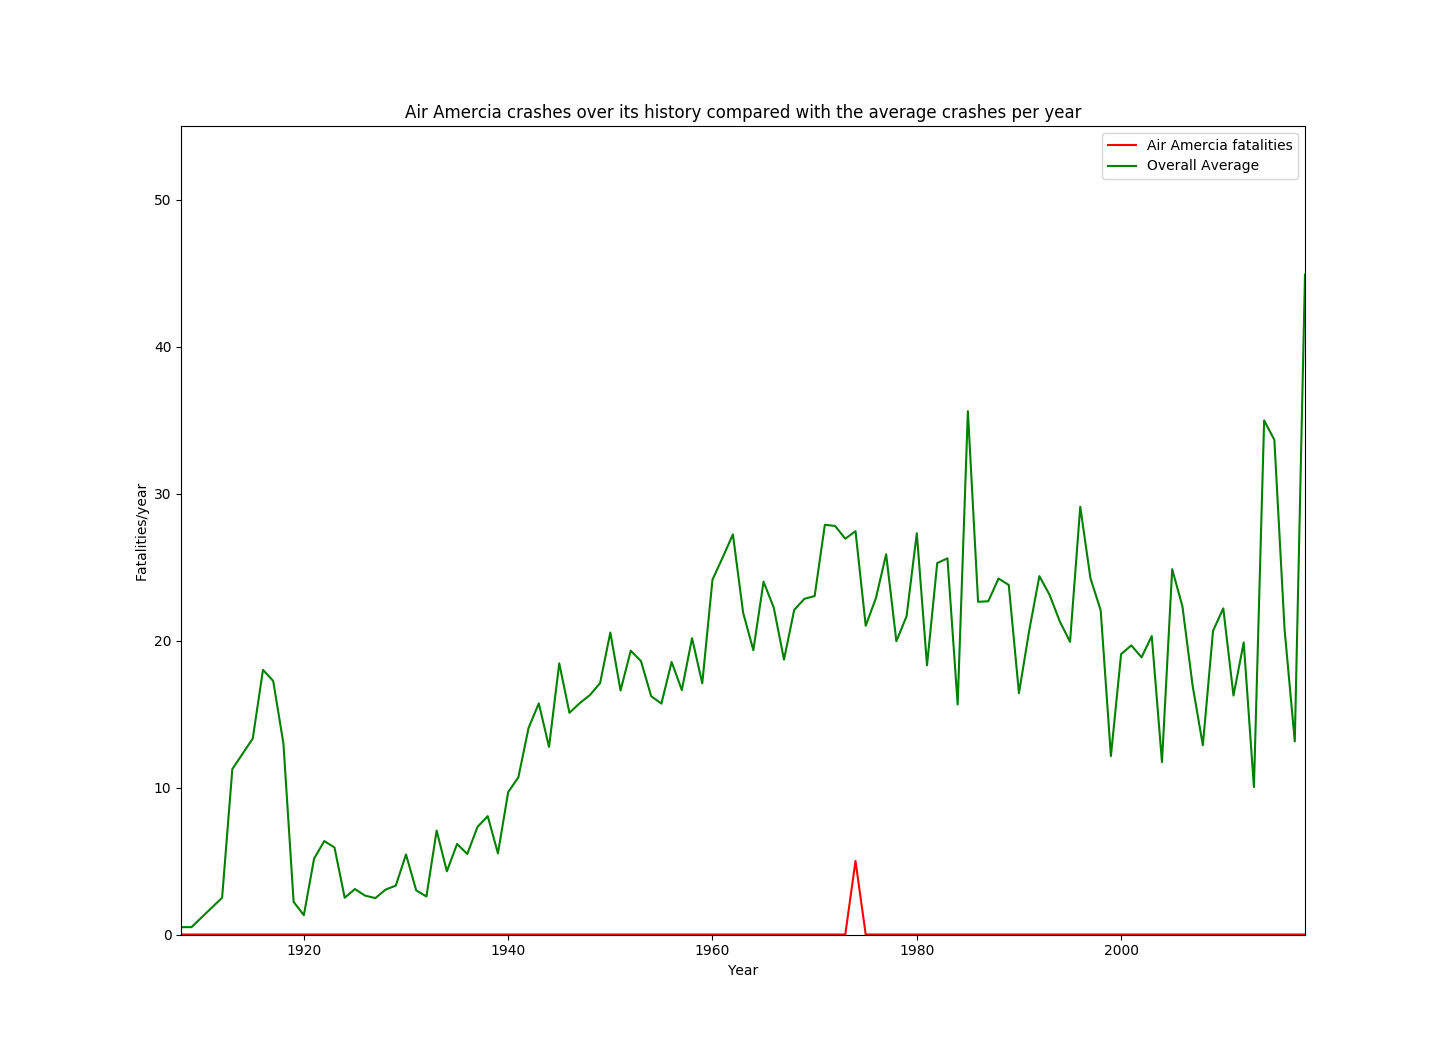 Air Amercia crashes over its history compared with the average crashes per year
Air Amercia fatalities
Overall Average
50
40
30
20
10
0
Fatalities/year
1920 1940 1960 1980 2000
Year